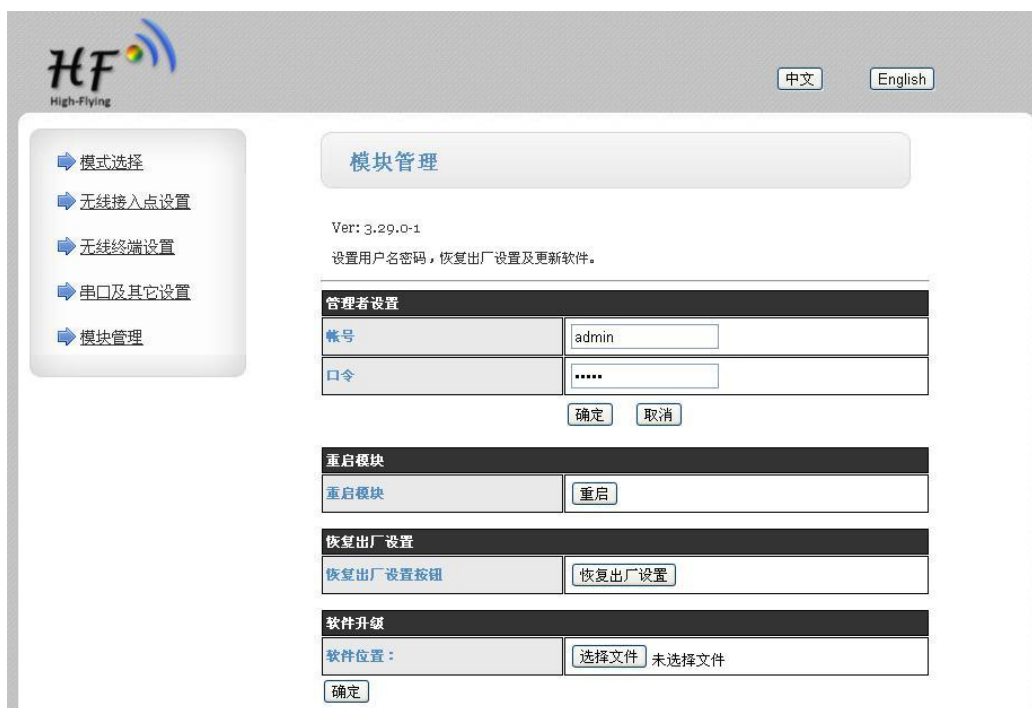 HF
High-Flying
中文 English
模式选择
无线接入点设置
无线终端设置
串口及其它设置
模块管理
模块管理
Ver: 3.29.0-1
设置用户名密码，恢复出厂设置及更新软件。
管理者设置
帐号 admin
口令 •••••
确定 取消
重启模块
重启模块 重启
恢复出厂设置
恢复出厂设置按钮 恢复出厂设置
软件升级
软件位置： 选择文件 未选择文件
确定